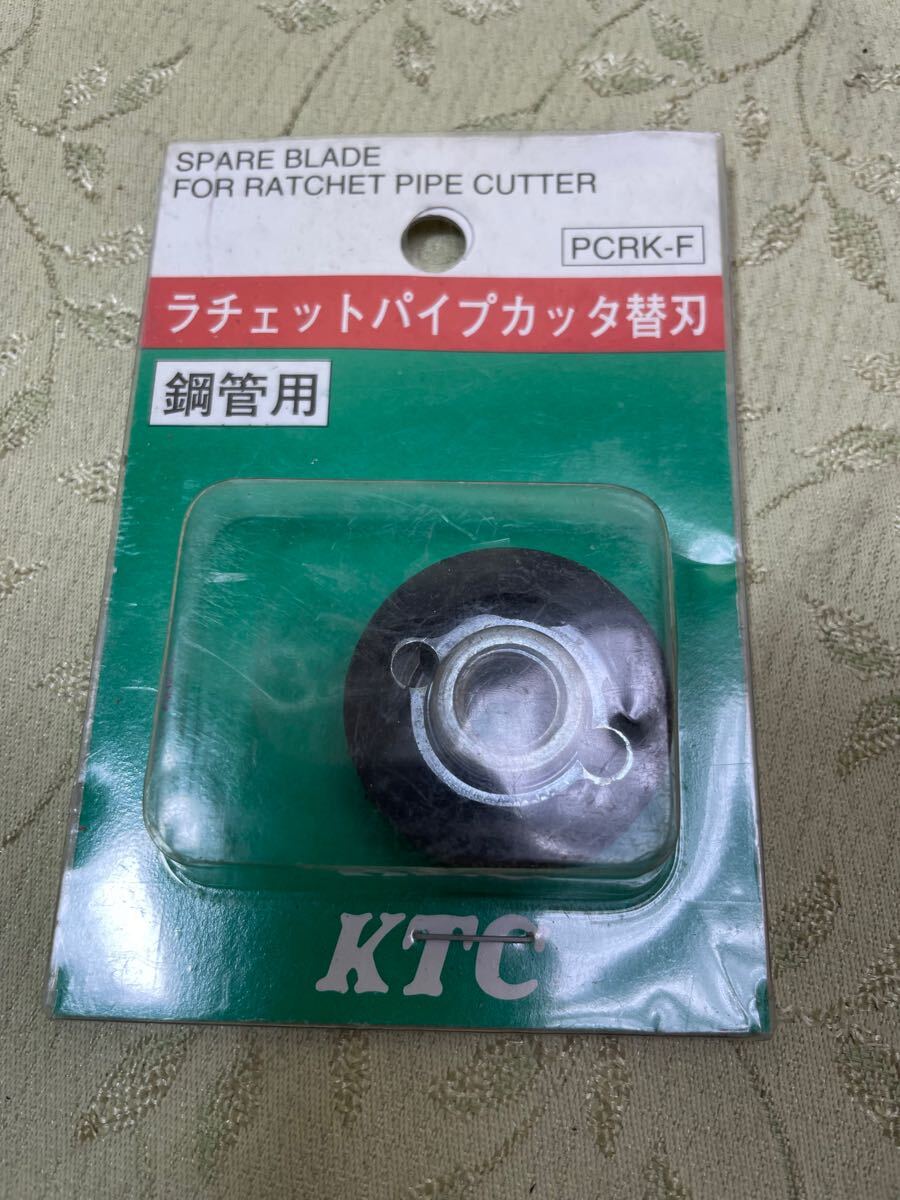 SPARE BLADE
FOR RATCHET PIPE CUTTER
PCRK-F
ラチェットパイプカッタ替刃
鋼管用
KTC